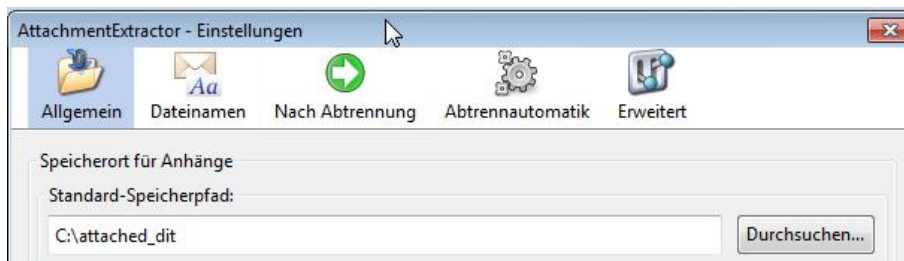 AttachmentExtractor - Einstellungen
Aa
Allgemein Dateinamen Nach Abtrennung Abtrennautomatik Erweitert
Speicherort für Anhänge
Standard-Speicherpfad:
C:\attached_dit Durchsuchen...